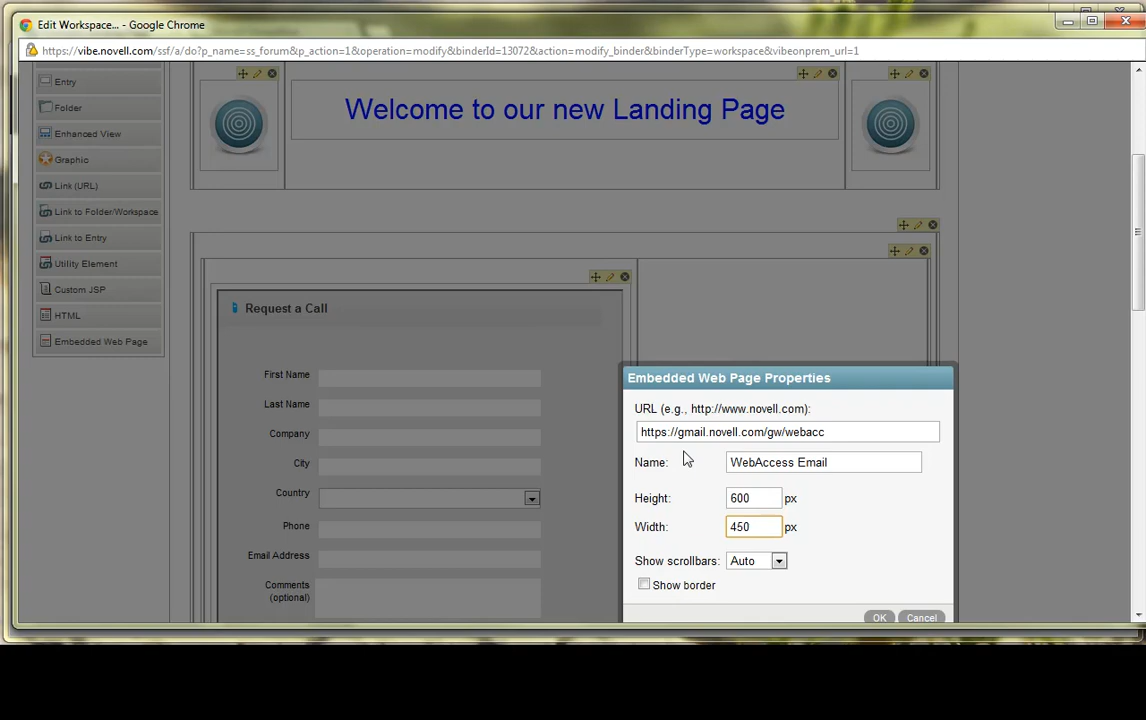 Edit Workspace... - Google Chrome
https://vibe.novell.com/ssf/a/do?p_name=ss_forum&p_action=1&operation=modify&binderId=13072&action=modify_binder&binderType=workspace&vibeonprem_url=1
Entry
Folder
Enhanced View
Graphic
Link (URL)
Link to Folder/Workspace
Link to Entry
Utility Element
Custom JSP
HTML
Embedded Web Page
Welcome to our new Landing Page
Request a Call
First Name
Last Name
Company
City
Country
Phone
Email Address
Comments
(optional)
Embedded Web Page Properties
URL (e.g., http://www.novell.com):
https://gmail.novell.com/gw/webacc
Name: WebAccess Email
Height: 600 px
Width: 450 px
Show scrollbars: Auto
Show border
OK Cancel